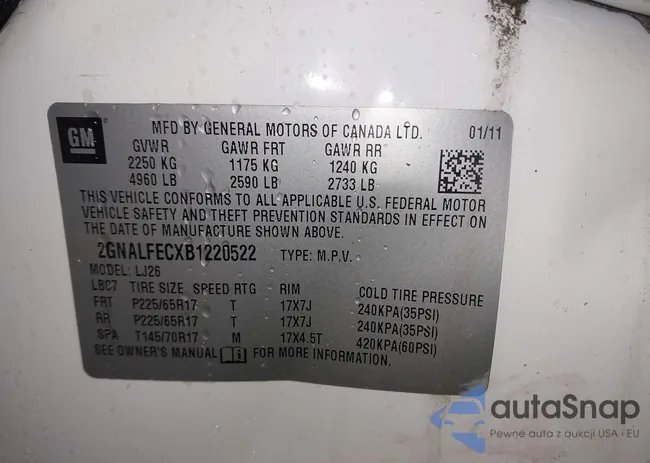 GM
MFD BY GENERAL MOTORS OF CANADA LTD. 01/11
GVWR GAWR FRT GAWR RR
2250 KG 1175 KG 1240 KG
4960 LB 2590 LB 2733 LB
THIS VEHICLE CONFORMS TO ALL APPLICABLE U.S. FEDERAL MOTOR
VEHICLE SAFETY AND THEFT PREVENTION STANDARDS IN EFFECT ON
THE DATE OF MANUFACTURE SHOWN ABOVE.
2GNALFECXB1220522 TYPE: M.P.V.
MODEL: LJ26
LBC7 TIRE SIZE SPEED RTG RIM COLD TIRE PRESSURE
FRT P225/65R17 T 17X7J 240KPA(35PSI)
RR P225/65R17 T 17X7J 240KPA(35PSI)
SPA T145/70R17 M 17X4.5T 420KPA(60PSI)
SEE OWNER'S MANUAL FOR MORE INFORMATION.
autaSnap
Pewne auta z aukcji USA i EU